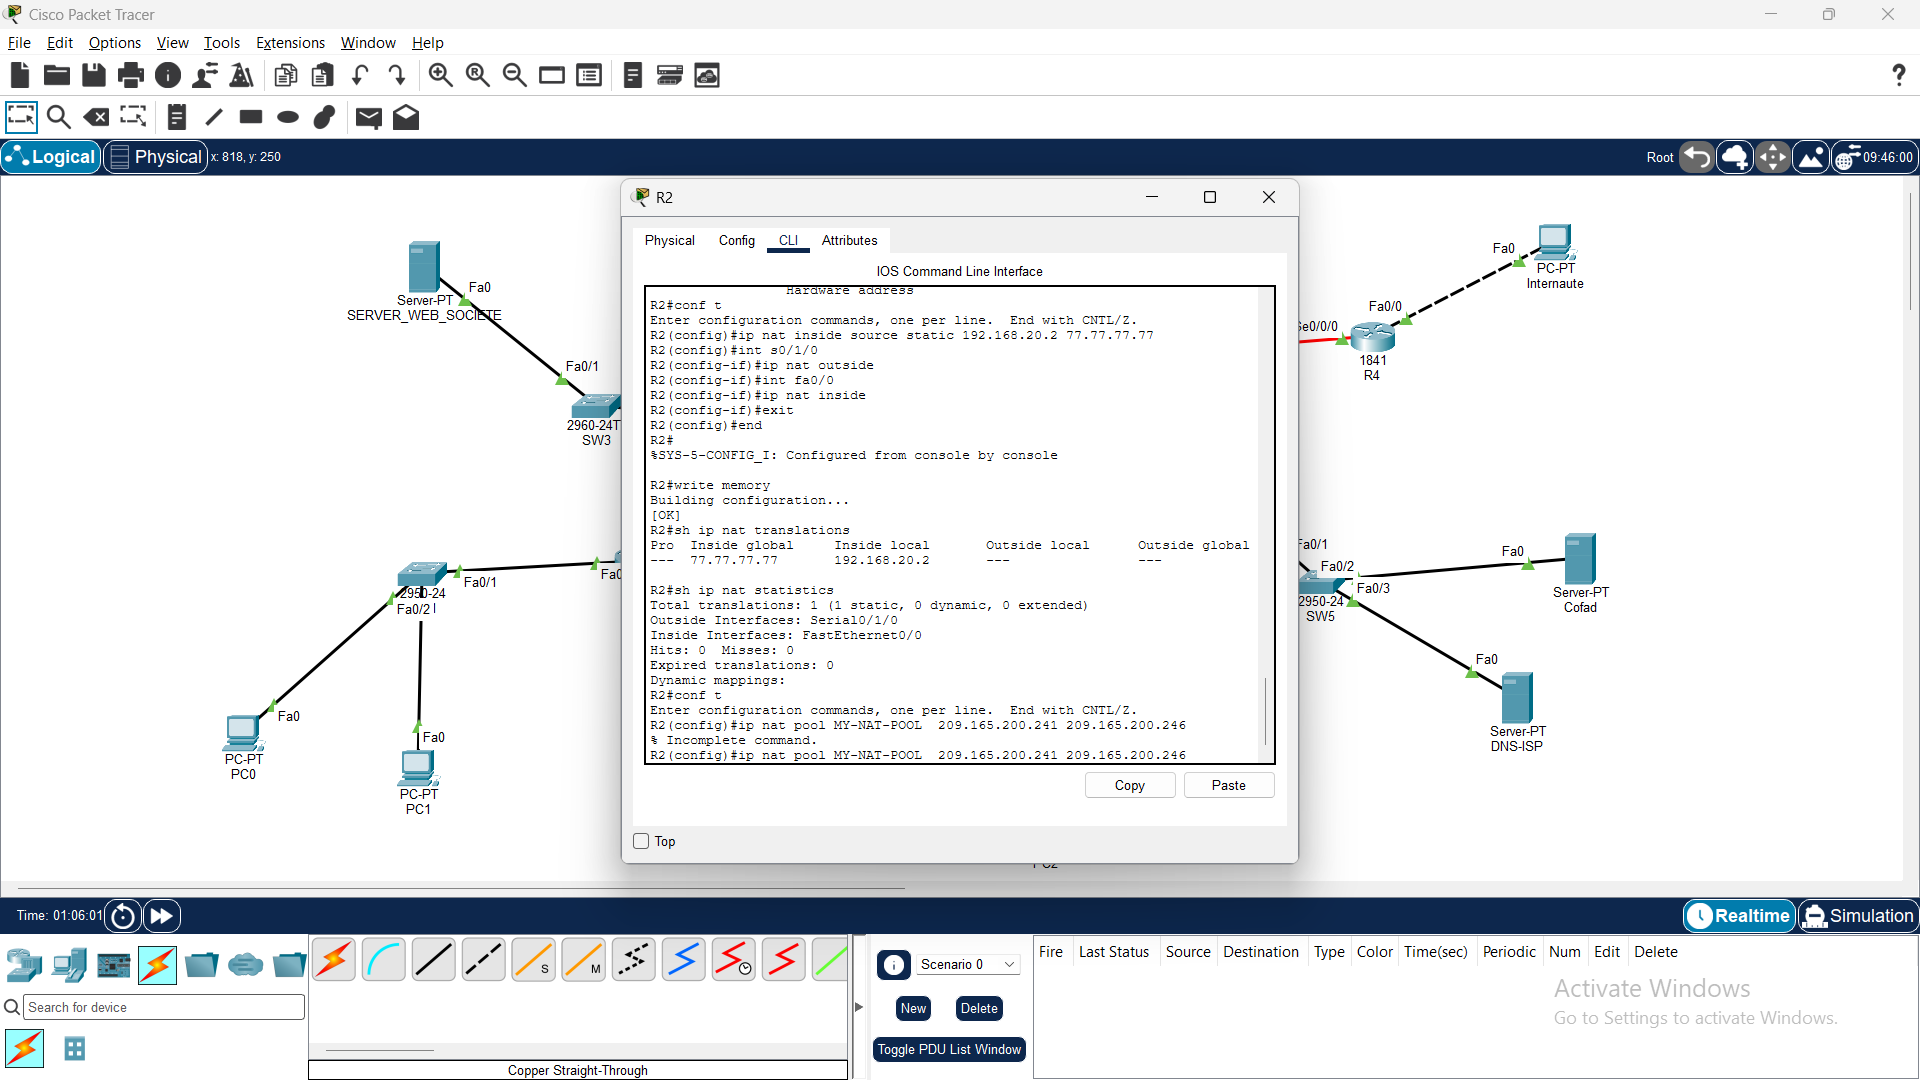 Cisco Packet Tracer
File Edit Options View Tools Extensions Window Help
Logical Physical x: 818, y: 250
Root 09:46:00
R2
Physical Config CLI Attributes
IOS Command Line Interface
Hardware address
R2#conf t
Enter configuration commands, one per line. End with CNTL/Z.
R2(config)#ip nat inside source static 192.168.20.2 77.77.77.77
R2(config)#int s0/1/0
R2(config-if)#ip nat outside
R2(config-if)#int fa0/0
R2(config-if)#ip nat inside
R2(config-if)#exit
R2(config)#end
R2#
%SYS-5-CONFIG_I: Configured from console by console
R2#write memory
Building configuration...
[OK]
R2#sh ip nat translations
Pro Inside global Inside local Outside local Outside global
--- 77.77.77.77 192.168.20.2 --- ---
R2#sh ip nat statistics
Total translations: 1 (1 static, 0 dynamic, 0 extended)
Outside Interfaces: Serial0/1/0
Inside Interfaces: FastEthernet0/0
Hits: 0 Misses: 0
Expired translations: 0
Dynamic mappings:
R2#conf t
Enter configuration commands, one per line. End with CNTL/Z.
R2(config)#ip nat pool MY-NAT-POOL 209.165.200.241 209.165.200.246
% Incomplete command.
R2(config)#ip nat pool MY-NAT-POOL 209.165.200.241 209.165.200.246
Copy Paste
Top
Fa0
Server-PT
SERVER_WEB_SOCIETE
Fa0/1
2960-24T
SW3
Fa0/1
2950-24
Fa0/2
Fa0
PC-PT
PC0
Fa0
PC-PT
PC1
Fa0
PC-PT
Internaute
Fa0/0
Se0/0/0
1841
R4
Fa0/1
Fa0/2
Fa0/3
2950-24
SW5
Fa0
Server-PT
Cofad
Fa0
Server-PT
DNS-ISP
Time: 01:06:01
Realtime Simulation
Search for device
S
M
Copper Straight-Through
Scenario 0
New Delete
Toggle PDU List Window
Fire Last Status Source Destination Type Color Time(sec) Periodic Num Edit Delete
Activate Windows
Go to Settings to activate Windows.